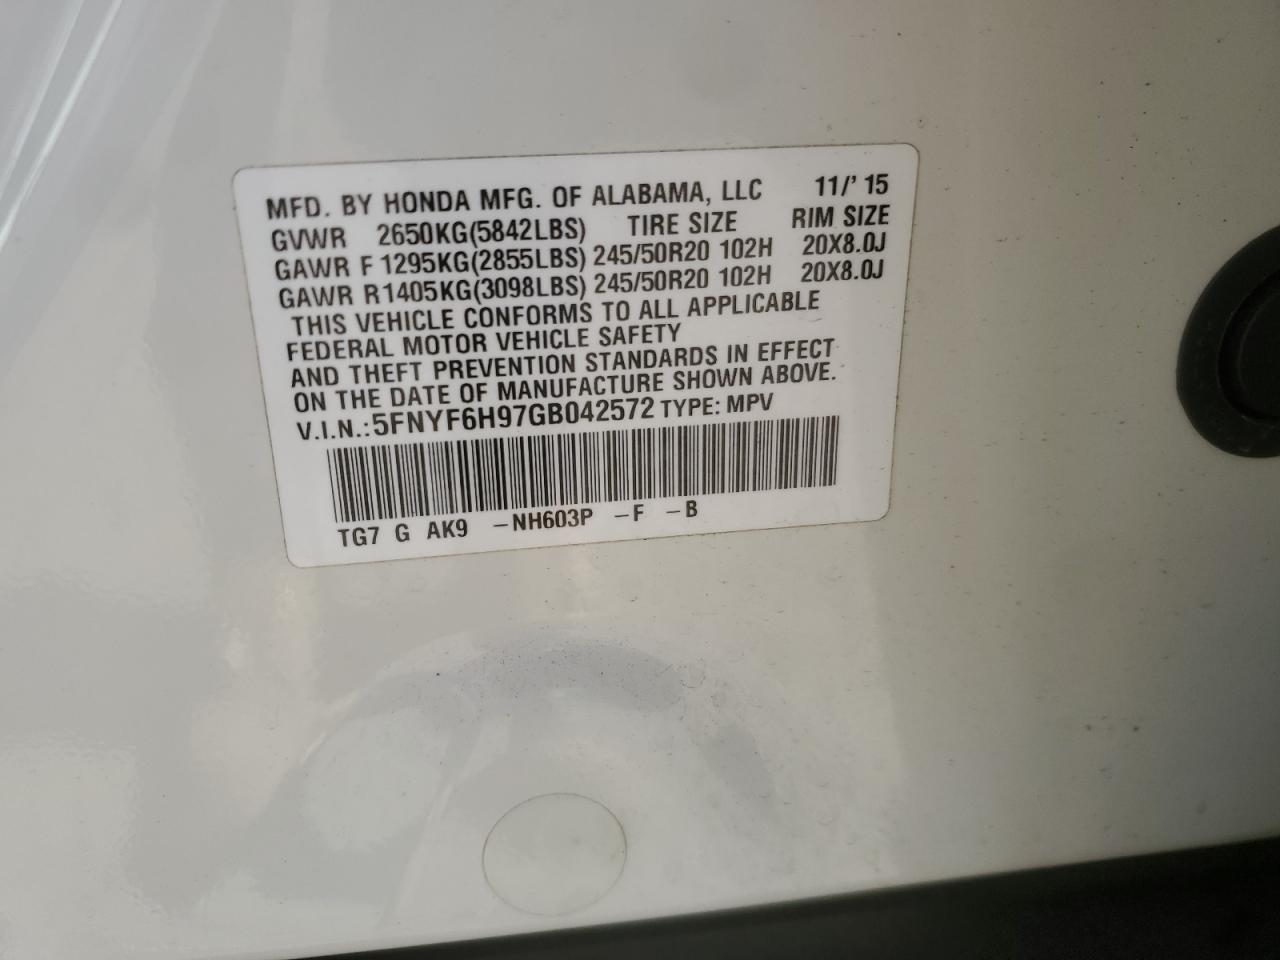 MFD. BY HONDA MFG. OF ALABAMA, LLC 11/' 15
GVWR 2650KG(5842LBS) TIRE SIZE RIM SIZE
GAWR F 1295KG(2855LBS) 245/50R20 102H 20X8.0J
GAWR R1405KG(3098LBS) 245/50R20 102H 20X8.0J
THIS VEHICLE CONFORMS TO ALL APPLICABLE
FEDERAL MOTOR VEHICLE SAFETY
AND THEFT PREVENTION STANDARDS IN EFFECT
ON THE DATE OF MANUFACTURE SHOWN ABOVE.
V.I.N.:5FNYF6H97GB042572 TYPE: MPV
TG7 G AK9 -NH603P -F -B